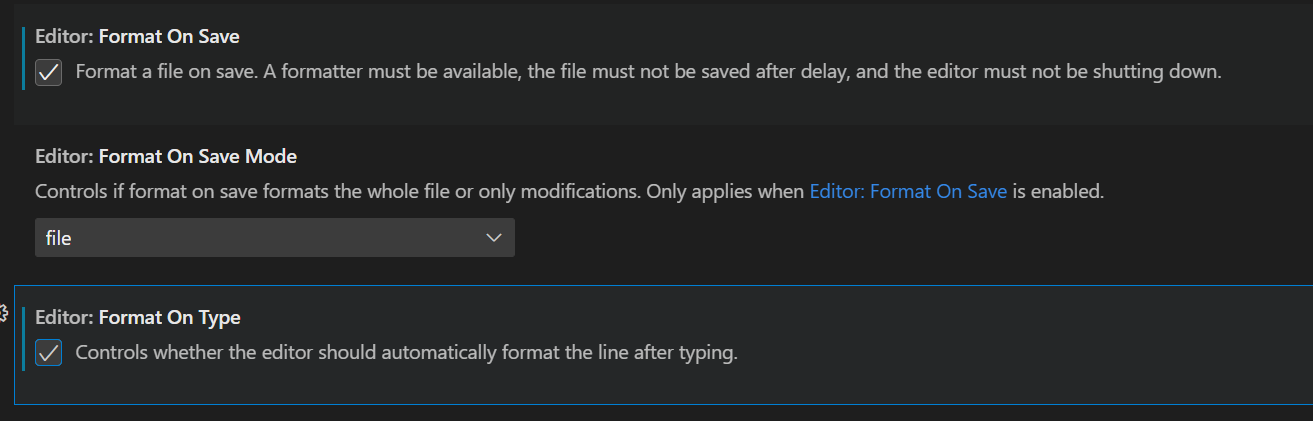 Editor: Format On Save
Format a file on save. A formatter must be available, the file must not be saved after delay, and the editor must not be shutting down.
Editor: Format On Save Mode
Controls if format on save formats the whole file or only modifications. Only applies when Editor: Format On Save is enabled.
file
Editor: Format On Type
Controls whether the editor should automatically format the line after typing.